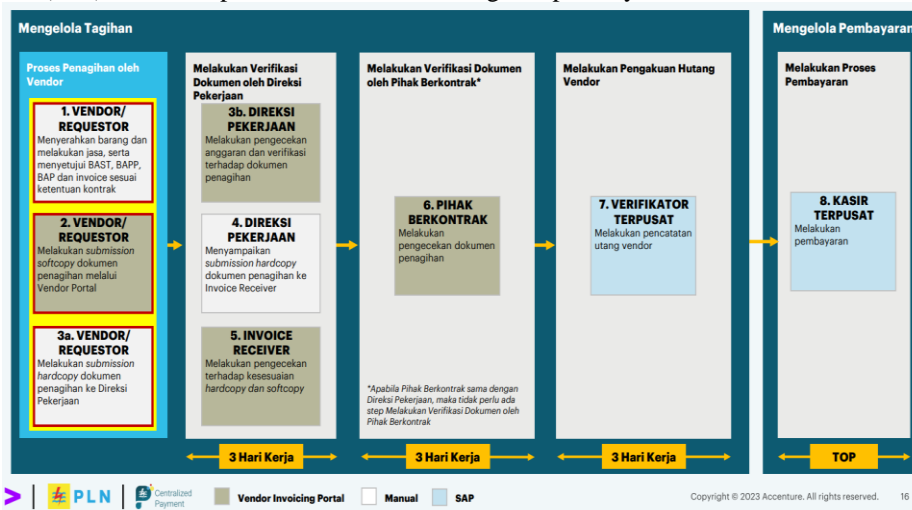 Mengelola Tagihan
Mengelola Pembayaran
Proses Penagihan oleh
Vendor
1. VENDOR/
REQUESTOR
Menyerahkan barang dan
melakukan jasa, serta
menyetujui BAST, BAPP,
BAP dan invoice sesuai
ketentuan kontrak
2. VENDOR/
REQUESTOR
Melakukan submission
softcopy dokumen
penagihan melalui
Vendor Portal
3a. VENDOR/
REQUESTOR
Melakukan submission
hardcopy dokumen
penagihan ke Direksi
Pekerjaan
Melakukan Verifikasi
Dokumen oleh Direksi
Pekerjaan
3b. DIREKSI
PEKERJAAN
Melakukan pengecekan
anggaran dan verifikasi
terhadap dokumen
penagihan
4. DIREKSI
PEKERJAAN
Menyampaikan
submission hardcopy
dokumen penagihan ke
Invoice Receiver
5. INVOICE
RECEIVER
Melakukan pengecekan
terhadap kesesuaian
hardcopy dan softcopy
3 Hari Kerja
Melakukan Verifikasi Dokumen
oleh Pihak Berkontrak*
6. PIHAK
BERKONTRAK
Melakukan
pengecekan dokumen
penagihan
*Apabila Pihak Berkontrak sama dengan
Direksi Pekerjaan, maka tidak perlu ada
step Melakukan Verifikasi Dokumen oleh
Pihak Berkontrak
3 Hari Kerja
Melakukan Pengakuan Hutang
Vendor
7. VERIFIKATOR
TERPUSAT
Melakukan pencatatan
utang vendor
3 Hari Kerja
Melakukan Proses
Pembayaran
8. KASIR
TERPUSAT
Melakukan
pembayaran
TOP
PLN
Centralized
Payment
Vendor Invoicing Portal
Manual
SAP
Copyright © 2023 Accenture. All rights reserved. 16